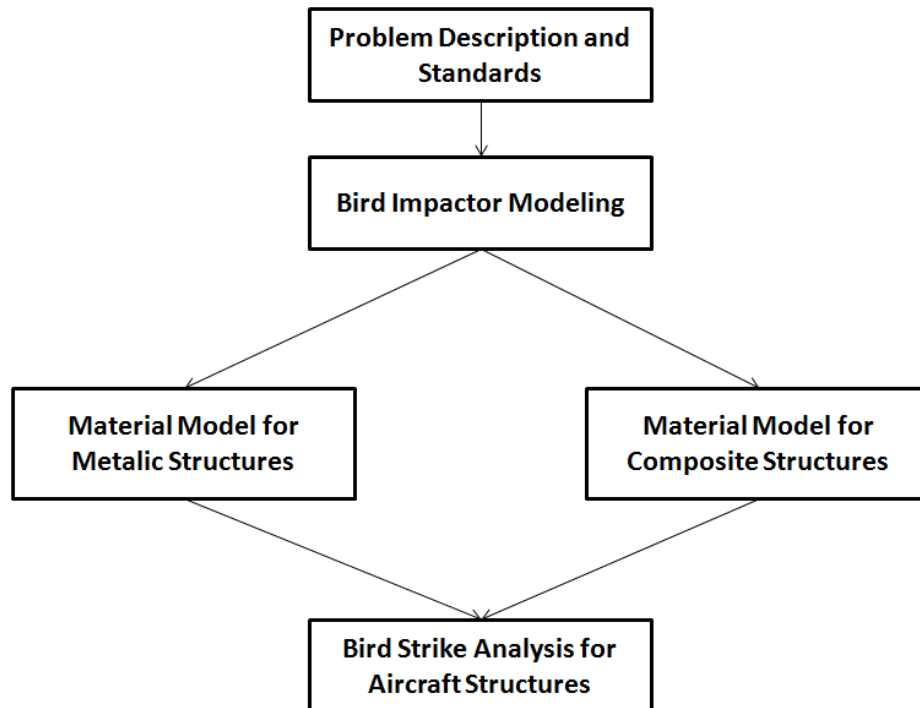 Problem Description and
Standards
Bird Impactor Modeling
Material Model for
Metalic Structures
Material Model for
Composite Structures
Bird Strike Analysis for
Aircraft Structures